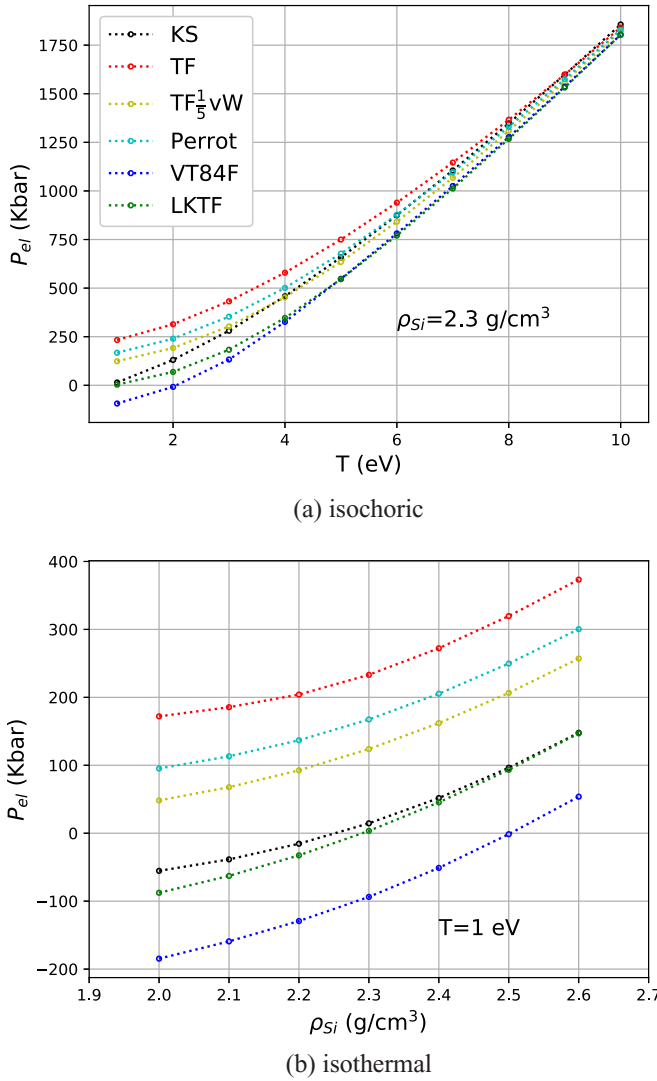 KS
TF
TF1/5vW
Perrot
VT84F
LKTF
1750
1500
1250
1000
750
500
250
0
P_el (Kbar)
ρ_Si=2.3 g/cm³
2 4 6 8 10
T (eV)
(a) isochoric
400
300
200
100
0
−100
−200
P_el (Kbar)
T=1 eV
1.9 2.0 2.1 2.2 2.3 2.4 2.5 2.6 2.7
ρ_Si (g/cm³)
(b) isothermal